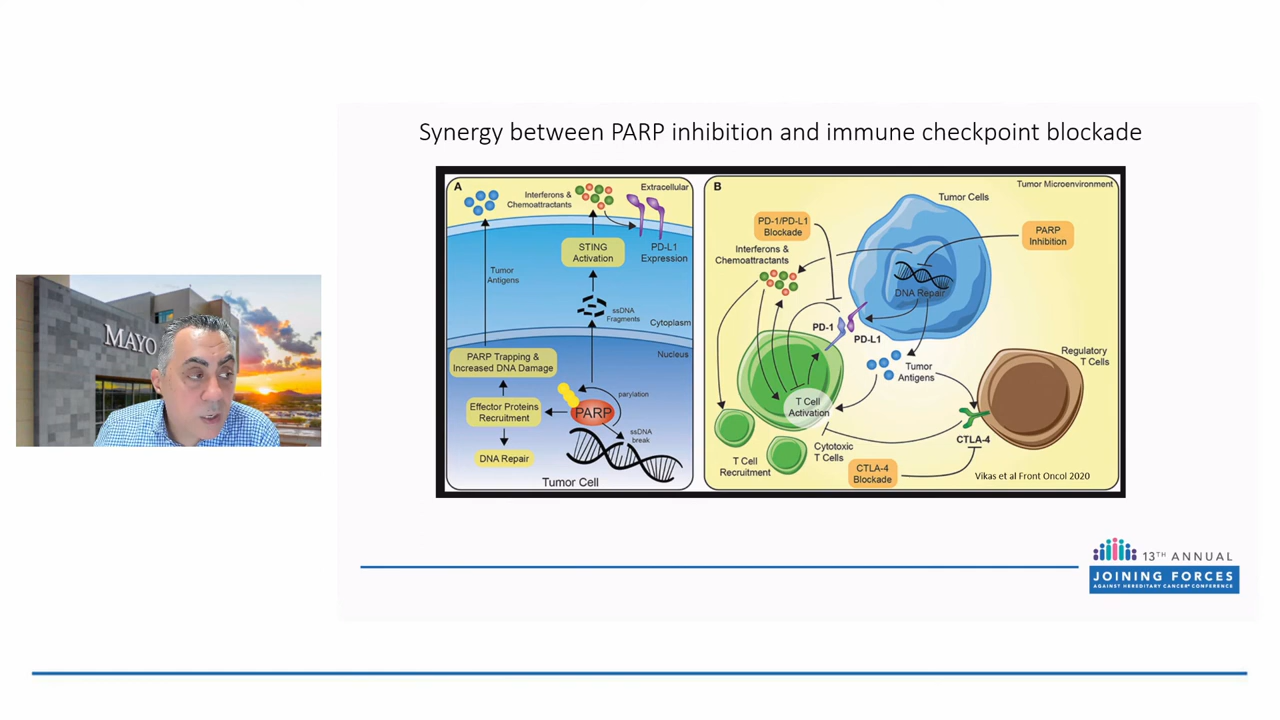 Synergy between PARP inhibition and immune checkpoint blockade
A
Interferons &
Chemoattractants
Extracellular
STING
Activation
PD-L1
Expression
Tumor
Antigens
ssDNA
Fragments
Cytoplasm
Nucleus
PARP Trapping &
Increased DNA Damage
parylation
Effector Proteins
Recruitment
PARP
ssDNA
break
DNA Repair
Tumor Cell
B
Tumor Microenvironment
PD-1/PD-L1
Blockade
Tumor Cells
PARP
Inhibition
Interferons &
Chemoattractants
DNA Repair
PD-1
PD-L1
Regulatory
T Cells
Tumor
Antigens
T Cell
Activation
CTLA-4
Cytotoxic
T Cells
T Cell
Recruitment
CTLA-4
Blockade
Vikas et al Front Oncol 2020
MAYO
13TH ANNUAL
JOINING FORCES
AGAINST HEREDITARY CANCER® CONFERENCE